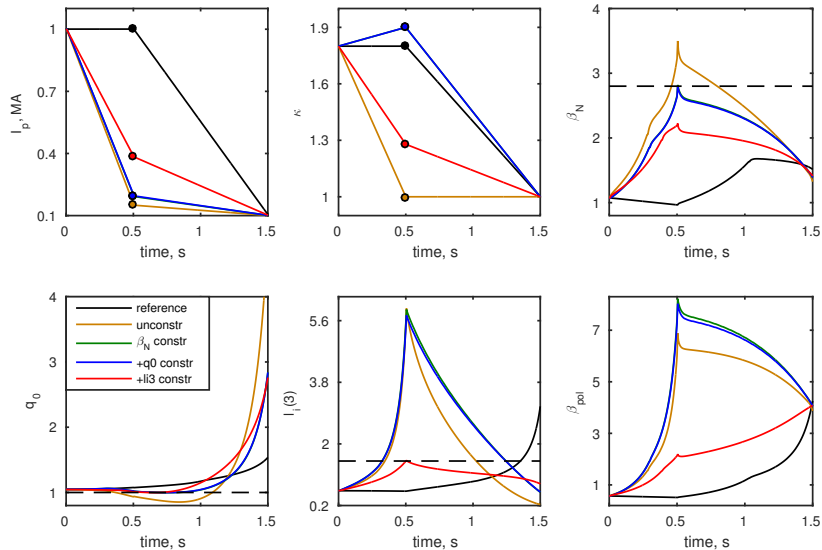 1
0.7
0.4
0.1
I_p, MA
0 0.5 1 1.5
time, s
1.9
1.6
1.3
1
κ
0 0.5 1 1.5
time, s
4
3
2
1
β_N
0 0.5 1 1.5
time, s
4
3
2
1
q_0
reference
unconstr
β_N constr
+q0 constr
+li3 constr
0 0.5 1 1.5
time, s
5.6
3.8
2
0.2
l_i(3)
0 0.5 1 1.5
time, s
7
5
3
1
β_pol
0 0.5 1 1.5
time, s